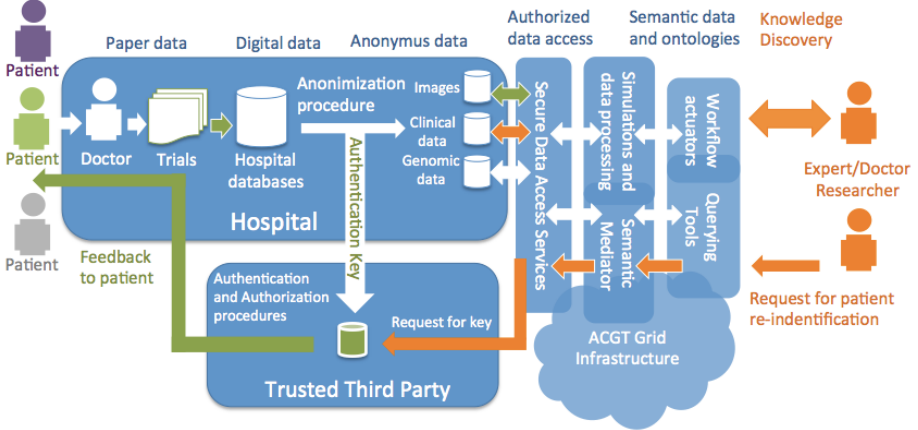 Authorized
data access
Semantic data
and ontologies
Knowledge
Discovery
Paper data
Digital data
Anonymus data
Patient
Patient
Patient
Doctor
Trials
Hospital
databases
Anonimization
procedure
Images
Clinical
data
Genomic
data
Hospital
Authentication Key
Secure Data Access Services
Simulations and
data processing
Semantic
Mediator
Workflow
actuators
Querying
Tools
Expert/Doctor
Researcher
Feedback
to patient
Authentication
and Authorization
procedures
Request for key
Trusted Third Party
ACGT Grid
Infrastructure
Request for patient
re-indentification